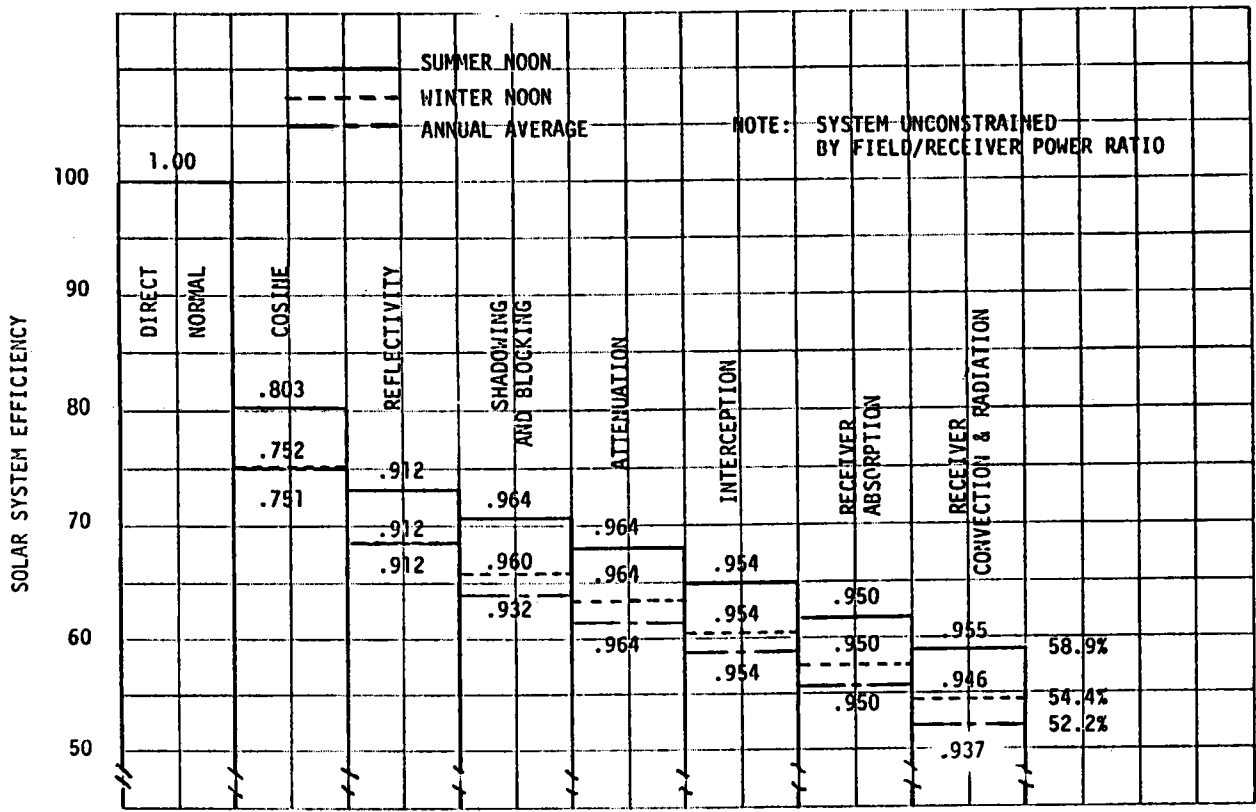 SUMMER NOON
WINTER NOON
ANNUAL AVERAGE
NOTE: SYSTEM UNCONSTRAINED
BY FIELD/RECEIVER POWER RATIO
SOLAR SYSTEM EFFICIENCY
100
90
80
70
60
50
1.00
DIRECT
NORMAL
COSINE
.803
.752
.751
REFLECTIVITY
.912
.912
.912
SHADOWING
AND BLOCKING
.964
.960
.932
ATTENUATION
.964
.964
.964
INTERCEPTION
.954
.954
.954
RECEIVER
ABSORPTION
.950
.950
.950
RECEIVER
CONVECTION & RADIATION
.955
.946
.937
58.9%
54.4%
52.2%